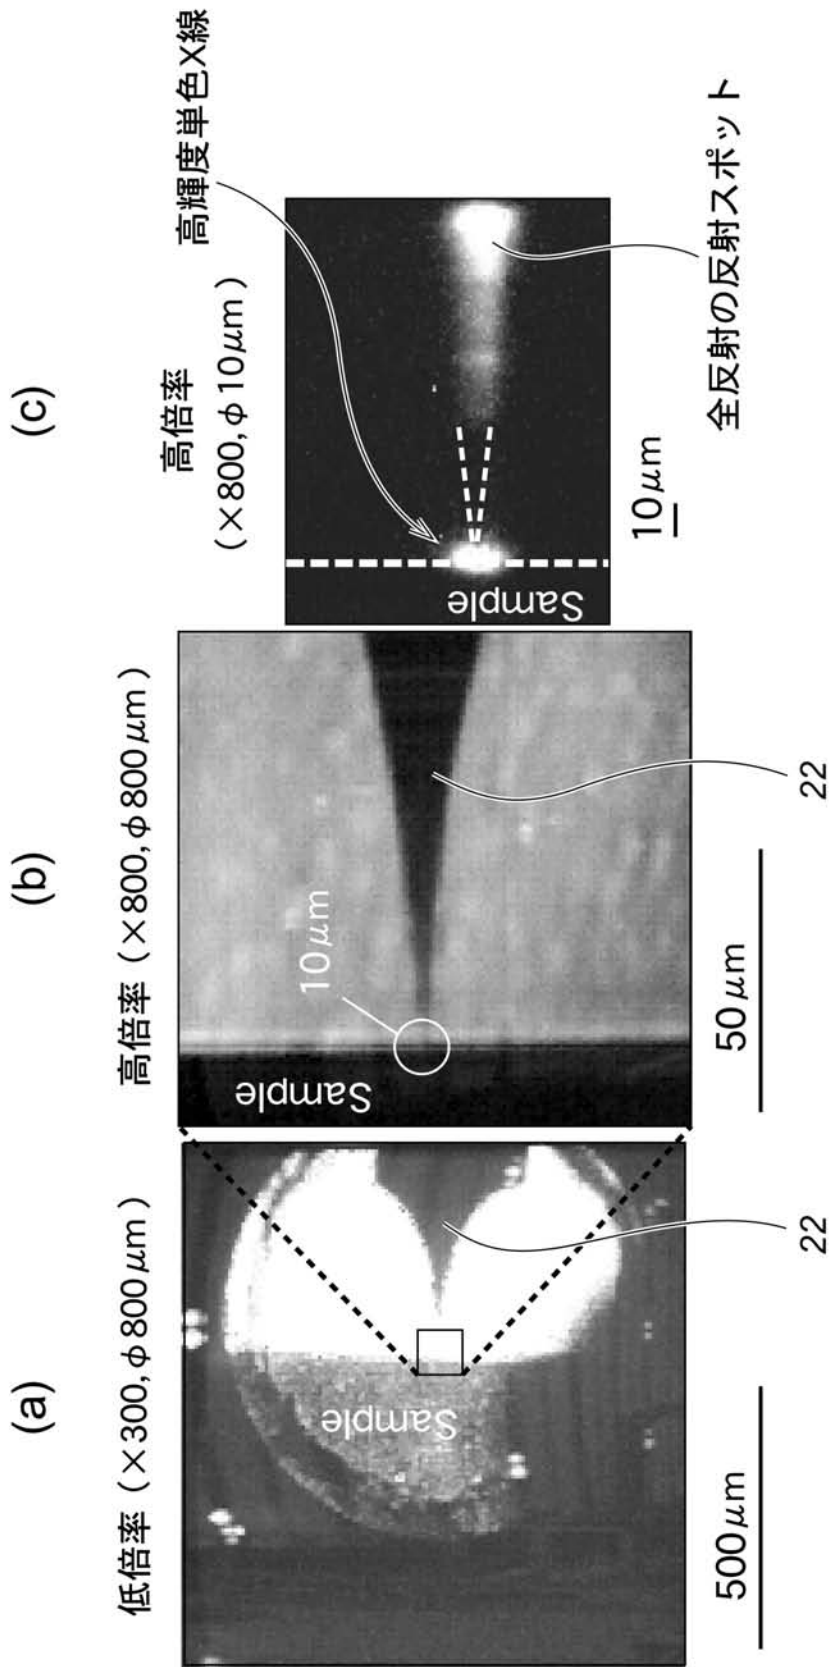 (a)
低倍率 (×300, φ800μm)
Sample
500μm
22
(b)
高倍率 (×800, φ800μm)
Sample
10μm
50μm
22
(c)
高倍率
(×800, φ10μm)
高輝度単色X線
Sample
10μm
全反射の反射スポット